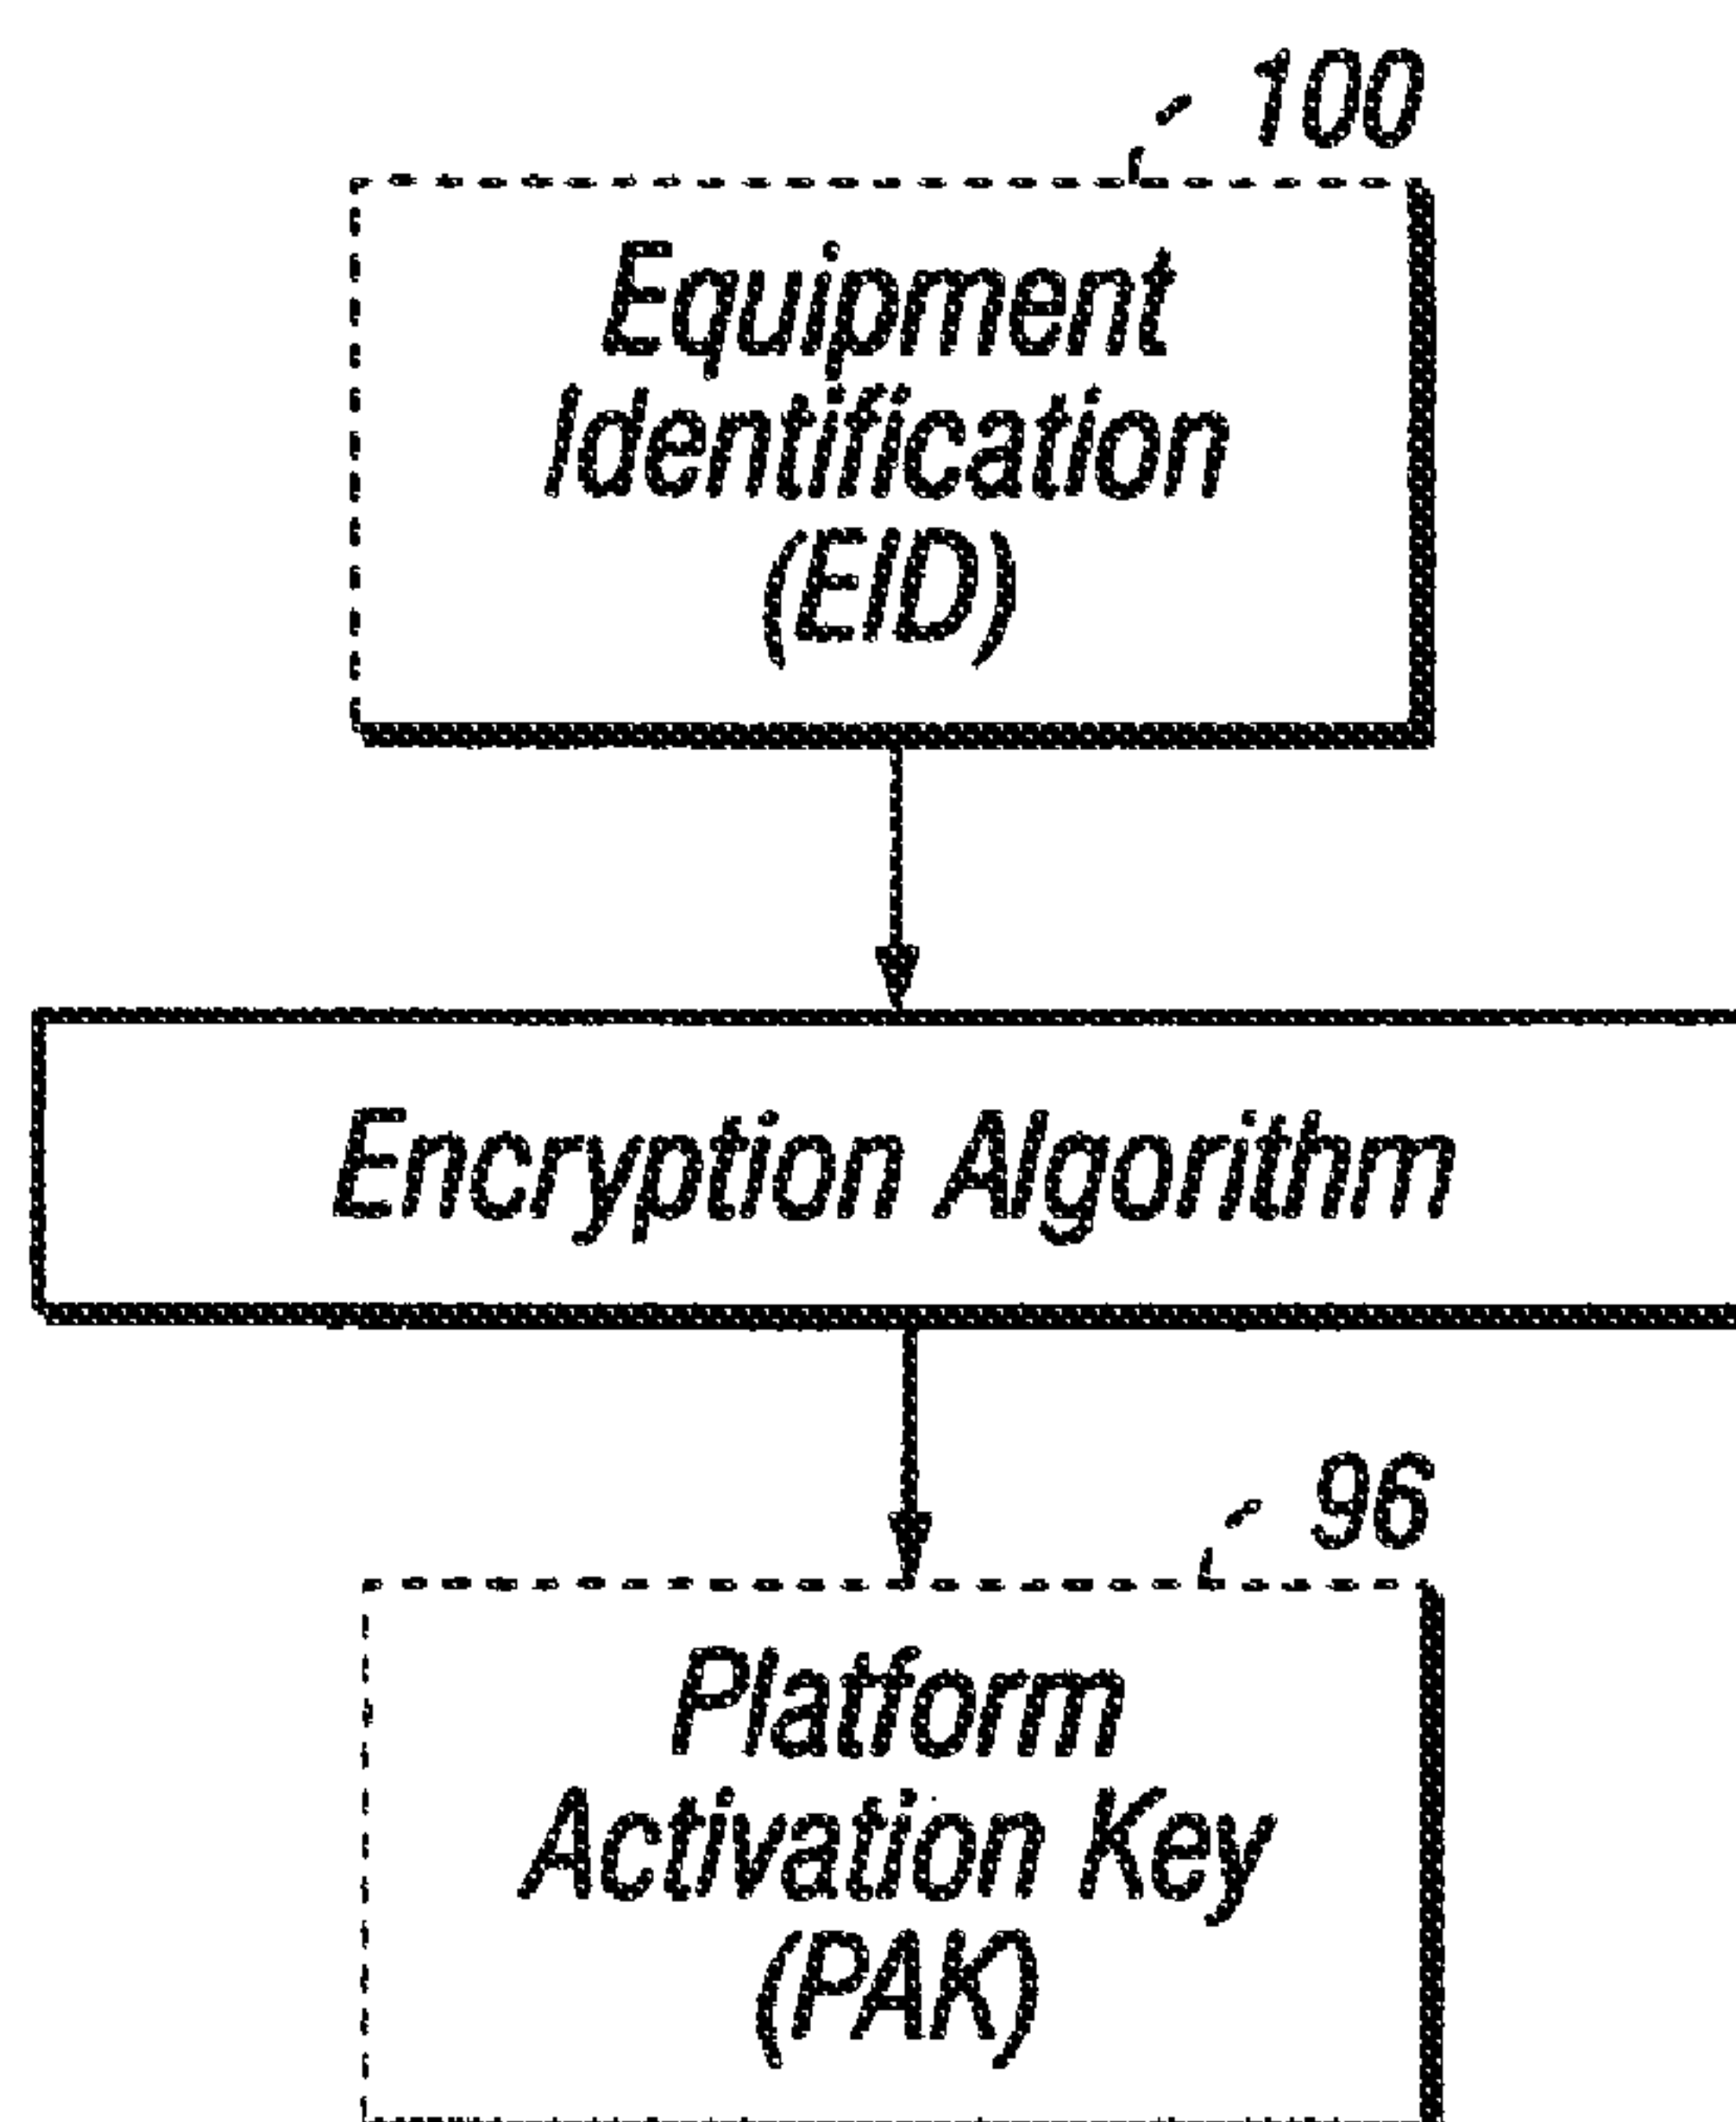 100
Equipment
Identification
(EID)
Encryption Algorithm
96
Platform
Activation Key
(PAK)